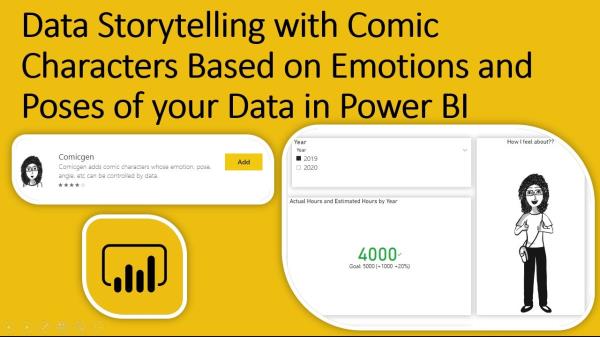 Data Storytelling with Comic
Characters Based on Emotions and
Poses of your Data in Power BI
Comicgen
Comicgen adds comic characters whose emotion, pose,
angle, etc can be controlled by data.
Add
Year
Year
2019
2020
How I feel about??
Actual Hours and Estimated Hours by Year
4000
Goal: 5000 (-1000 -20%)